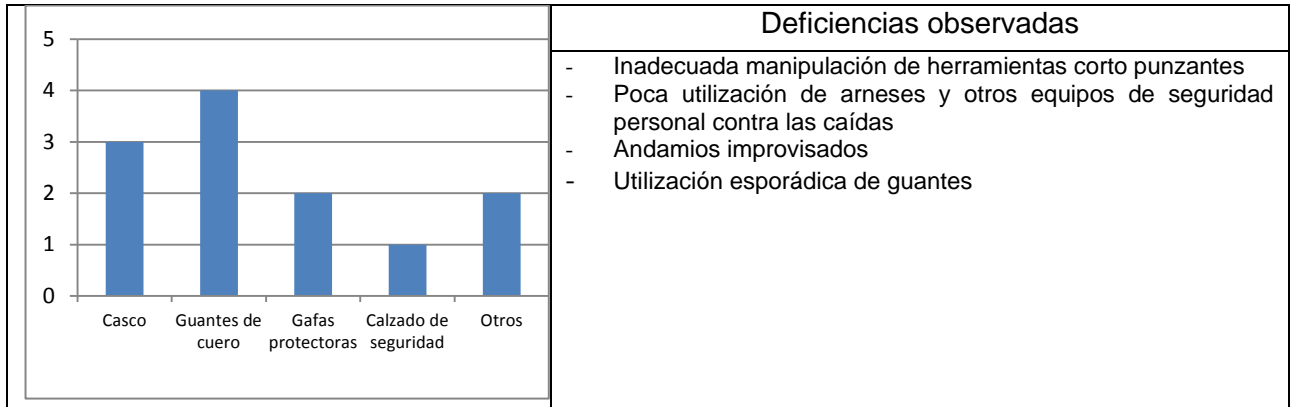 5
4
3
2
1
0
Casco
Guantes de
cuero
Gafas
protectoras
Calzado de
seguridad
Otros
Deficiencias observadas
- Inadecuada manipulación de herramientas corto punzantes
- Poca utilización de arneses y otros equipos de seguridad
personal contra las caídas
- Andamios improvisados
- Utilización esporádica de guantes